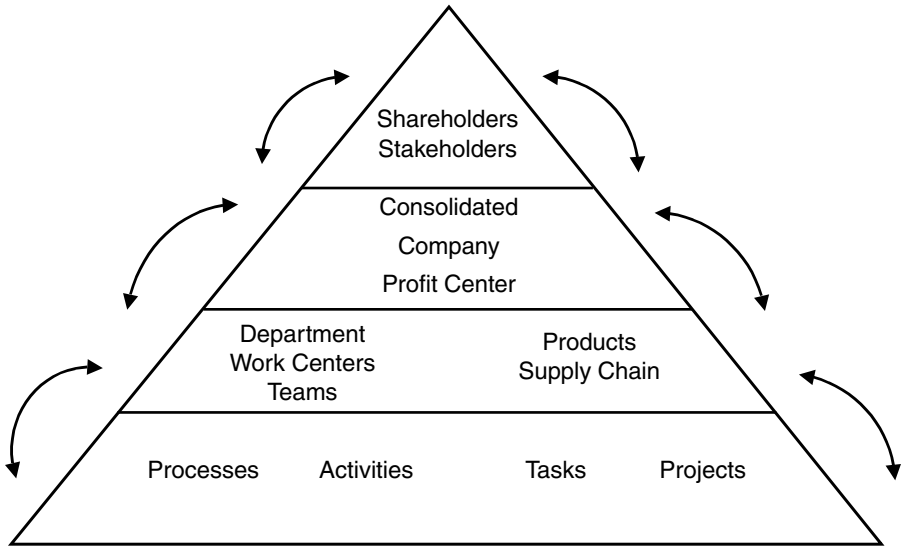 Shareholders
Stakeholders
Consolidated
Company
Profit Center
Department
Work Centers
Teams
Products
Supply Chain
Processes Activities Tasks Projects